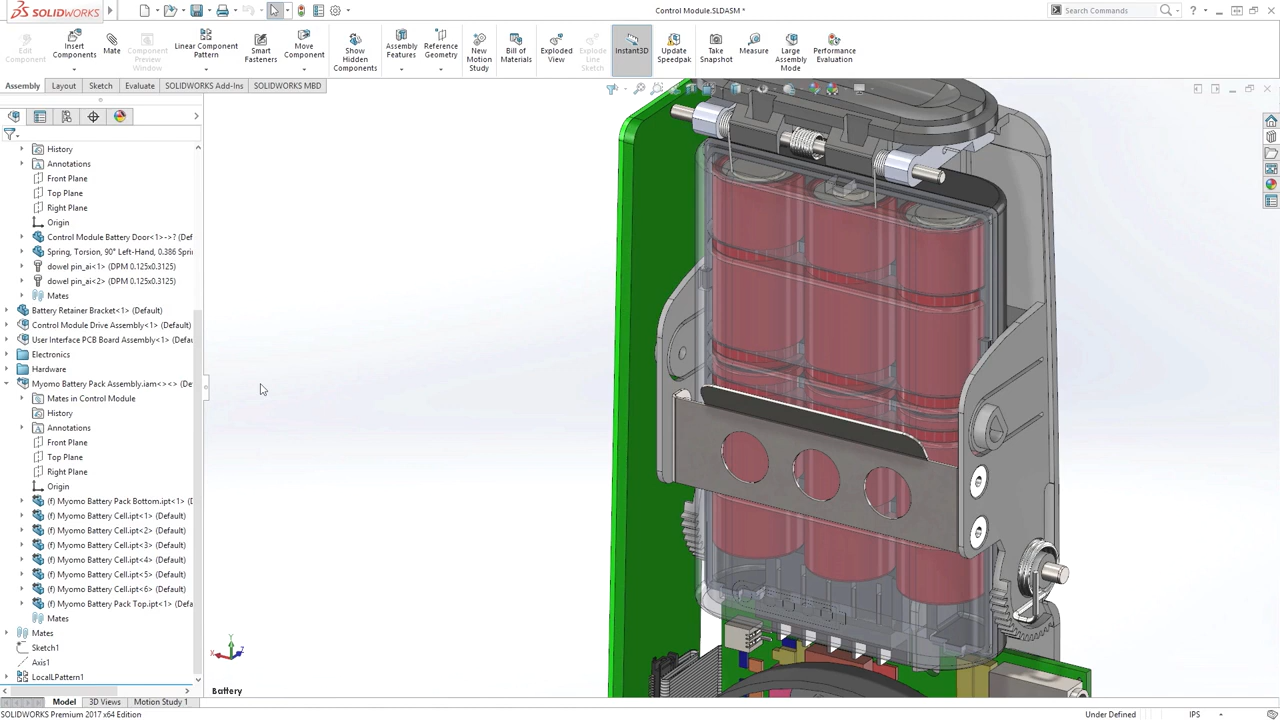 SOLIDWORKS
Control Module.SLDASM *
Search Commands
Edit Component
Insert Components
Mate
Component Preview Window
Linear Component Pattern
Smart Fasteners
Move Component
Show Hidden Components
Assembly Features
Reference Geometry
New Motion Study
Bill of Materials
Exploded View
Explode Line Sketch
Instant3D
Update Speedpak
Take Snapshot
Measure
Large Assembly Mode
Performance Evaluation
Assembly
Layout
Sketch
Evaluate
SOLIDWORKS Add-Ins
SOLIDWORKS MBD
History
Annotations
Front Plane
Top Plane
Right Plane
Origin
Control Module Battery Door<1>->? (Def
Spring, Torsion, 90° Left-Hand, 0.386 Sprin
dowel pin_ai<1> (DPM 0.125x0.3125)
dowel pin_ai<2> (DPM 0.125x0.3125)
Mates
Battery Retainer Bracket<1> (Default)
Control Module Drive Assembly<1> (Default)
User Interface PCB Board Assembly<1> (Defau
Electronics
Hardware
Myomo Battery Pack Assembly.iam<><> (De
Mates in Control Module
History
Annotations
Front Plane
Top Plane
Right Plane
Origin
(f) Myomo Battery Pack Bottom.ipt<1> (D
(f) Myomo Battery Cell.ipt<1> (Default)
(f) Myomo Battery Cell.ipt<2> (Default)
(f) Myomo Battery Cell.ipt<3> (Default)
(f) Myomo Battery Cell.ipt<4> (Default)
(f) Myomo Battery Cell.ipt<5> (Default)
(f) Myomo Battery Cell.ipt<6> (Default)
(f) Myomo Battery Pack Top.ipt<1> (Defa
Mates
Mates
Sketch1
Axis1
LocalLPattern1
Y
X
Z
Battery
Model
3D Views
Motion Study 1
SOLIDWORKS Premium 2017 x64 Edition
Under Defined
IPS